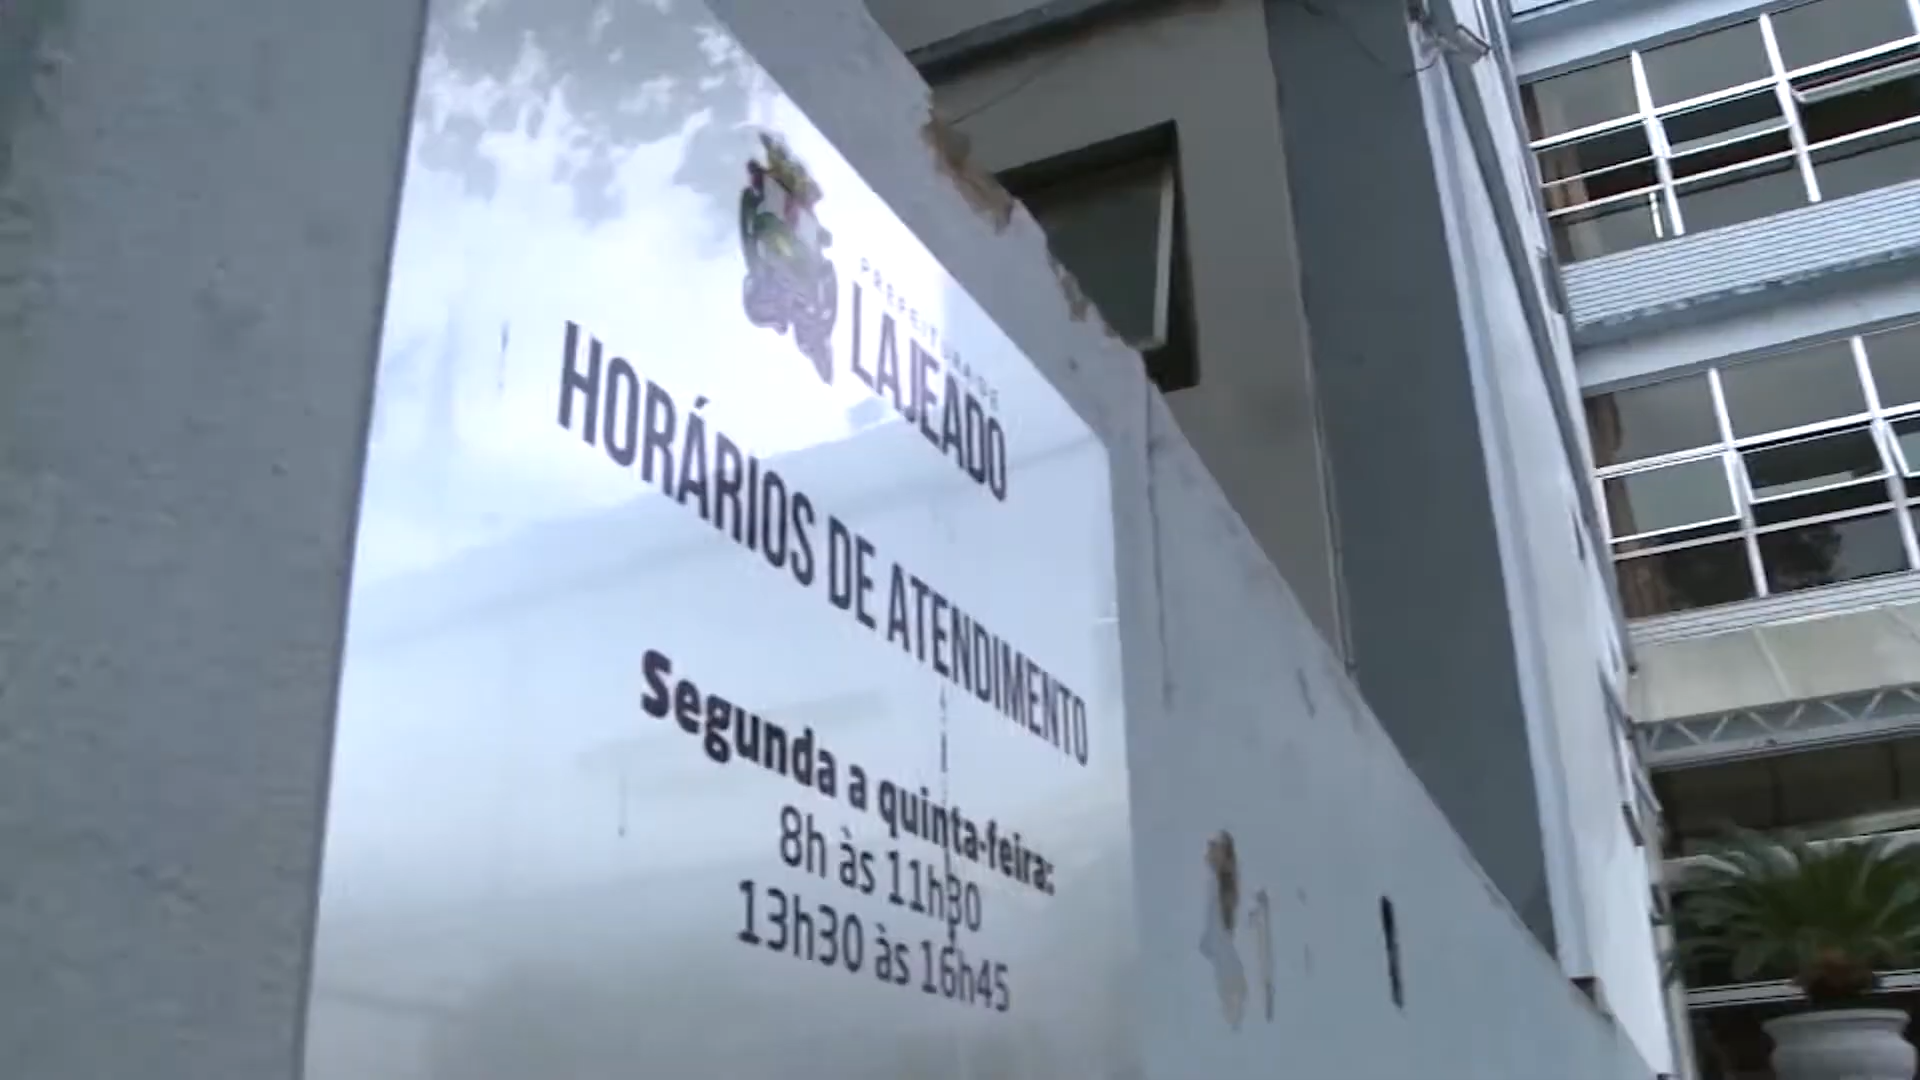 PREFEITURA DE
LAJEADO
HORÁRIOS DE ATENDIMENTO
Segunda a quinta-feira:
8h às 11h30
13h30 às 16h45